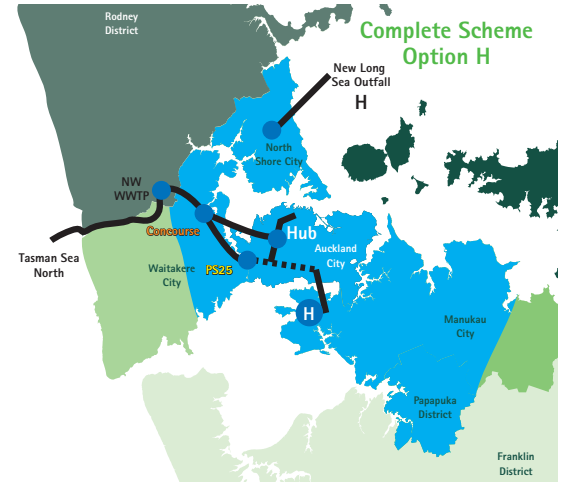 Rodney
District
Complete Scheme
Option H
New Long
Sea Outfall
H
North
Shore City
NW
WWTP
Concourse
Hub
Auckland
City
Tasman Sea
North
Waitakere
City
PS25
H
Manukau
City
Papapuka
District
Franklin
District